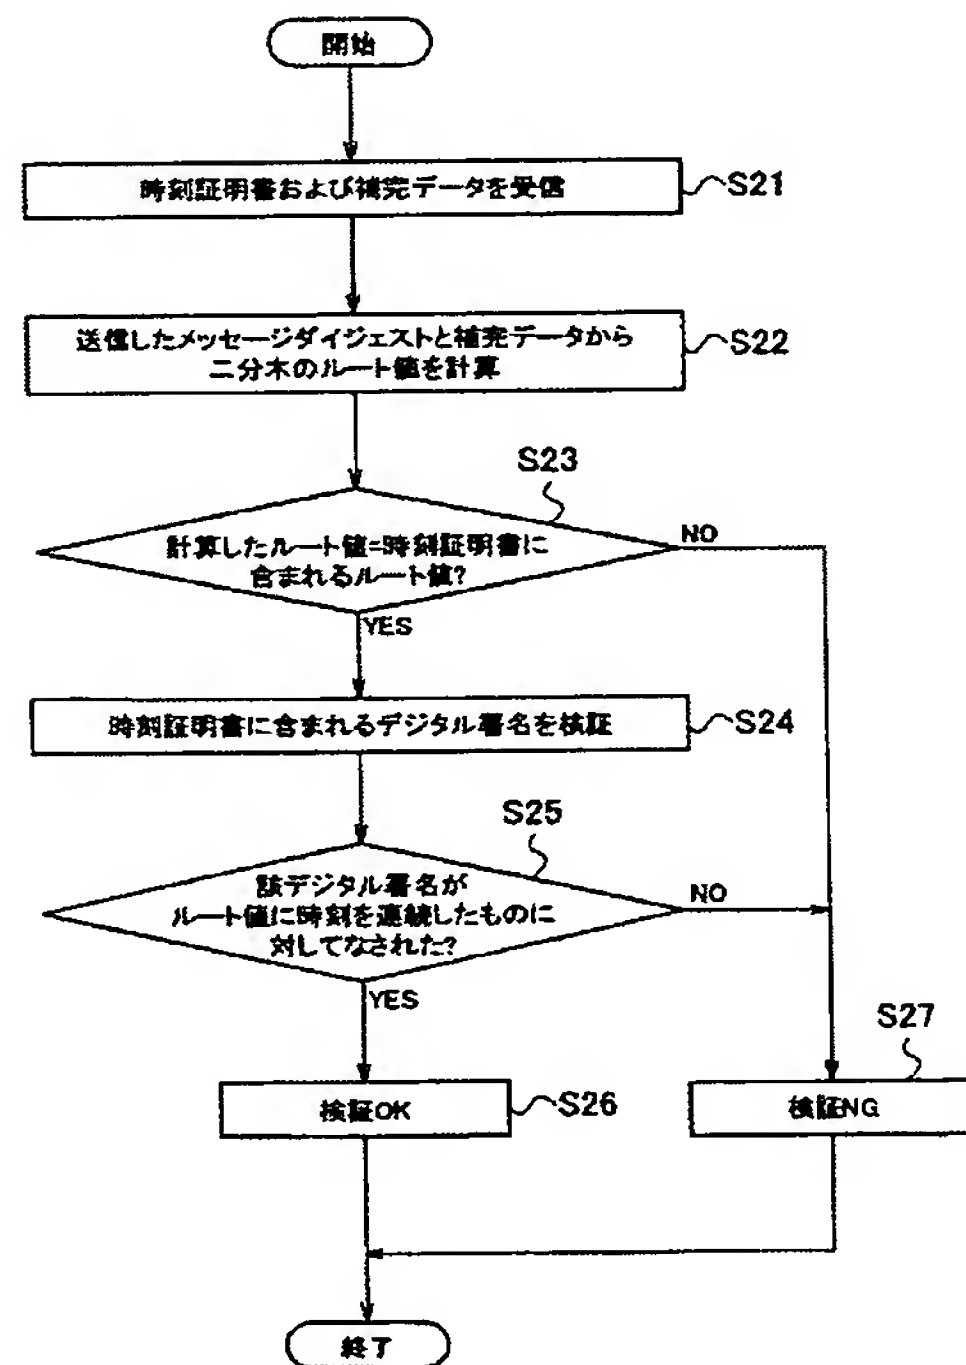 開始
時刻証明書および補完データを受信
S21
送信したメッセージダイジェストと補完データから
二分木のルート値を計算
S22
S23
計算したルート値=時刻証明書に
含まれるルート値?
NO
YES
時刻証明書に含まれるデジタル署名を検証
S24
S25
該デジタル署名が
ルート値に時刻を連続したものに
対してなされた?
NO
YES
S27
検証OK
S26
検証NG
終了